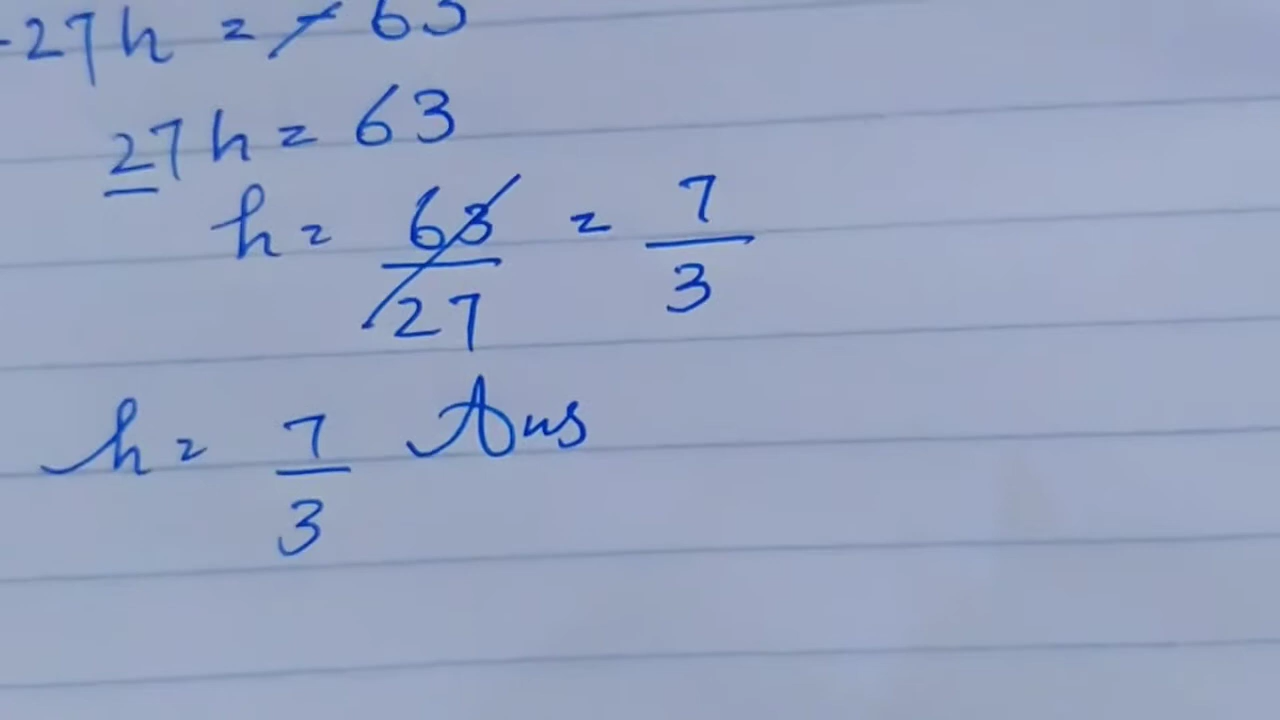 -27h = -63
27h = 63
h = 63/27 = 7/3
h = 7/3 Ans